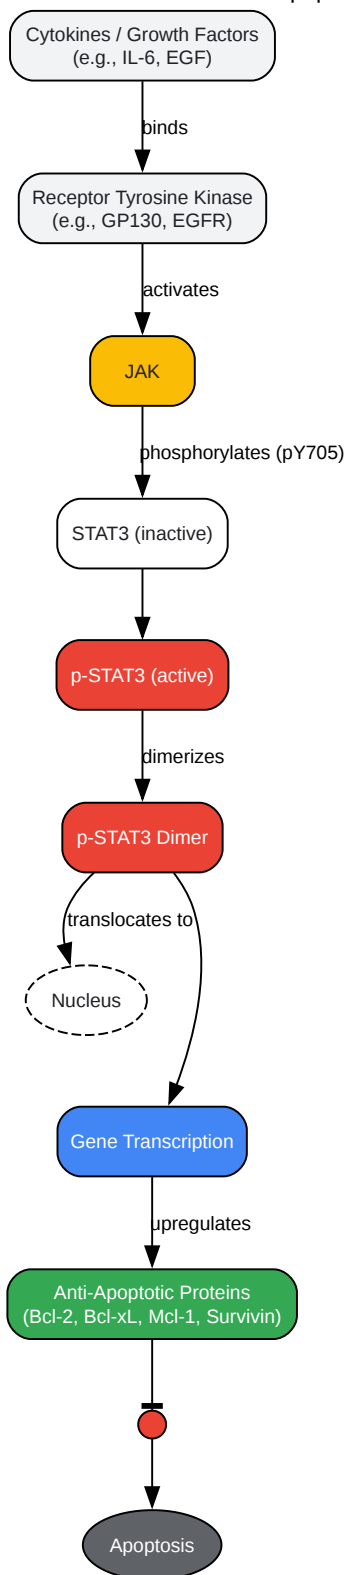 Cytokines / Growth Factors
(e.g., IL-6, EGF)
binds
Receptor Tyrosine Kinase
(e.g., GP130, EGFR)
activates
JAK
phosphorylates (pY705)
STAT3 (inactive)
p-STAT3 (active)
dimerizes
p-STAT3 Dimer
translocates to
Nucleus
Gene Transcription
upregulates
Anti-Apoptotic Proteins
(Bcl-2, Bcl-xL, Mcl-1, Survivin)
Apoptosis